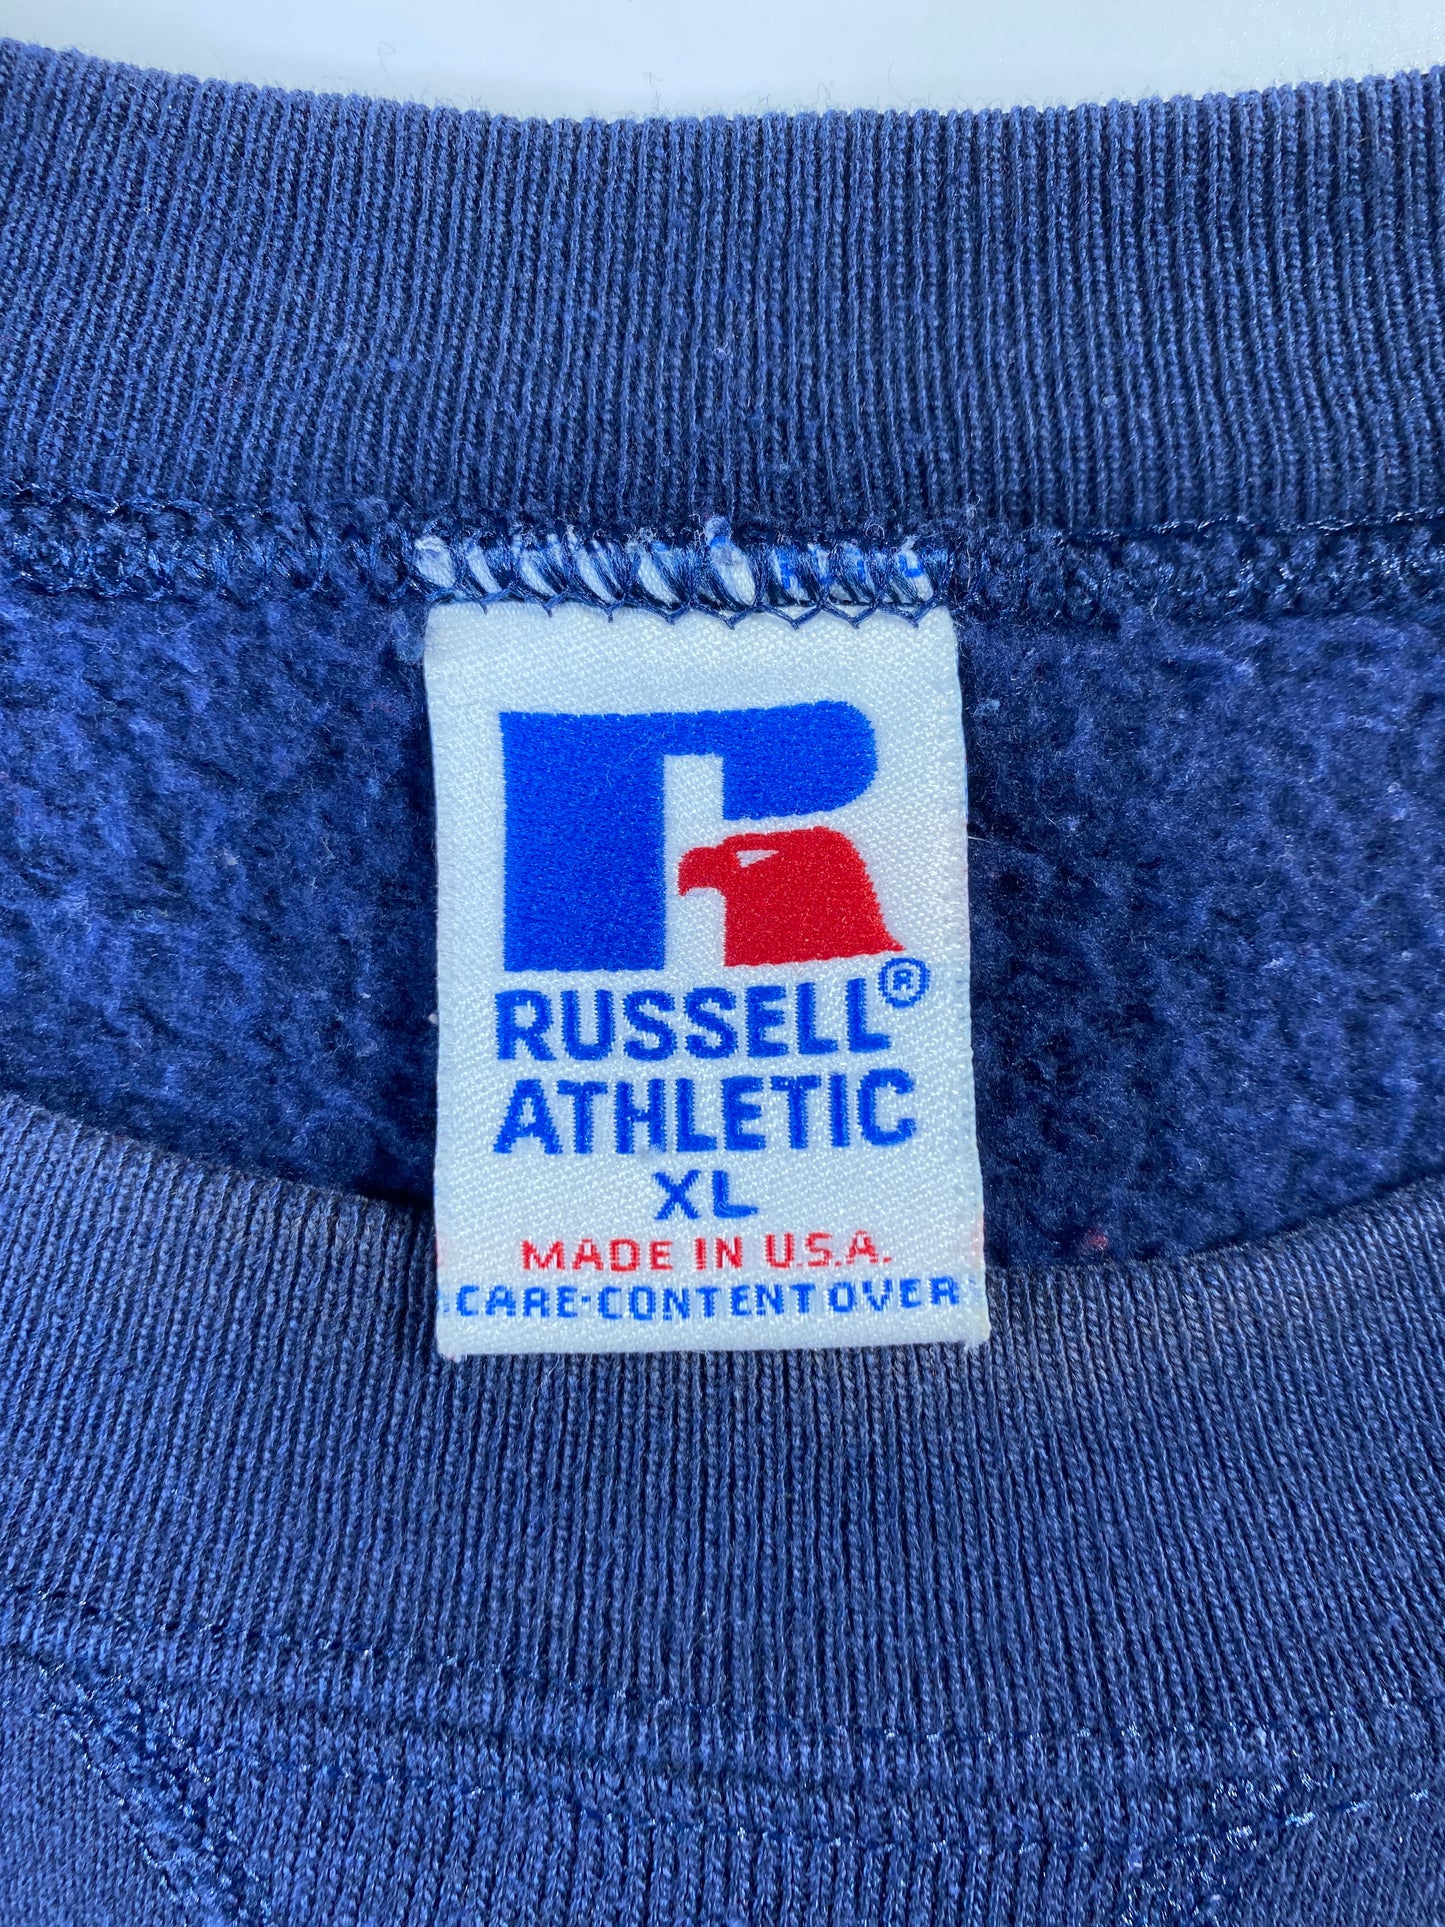 RUSSELL®
ATHLETIC
XL
MADE IN U.S.A.
CARE·CONTENT OVER